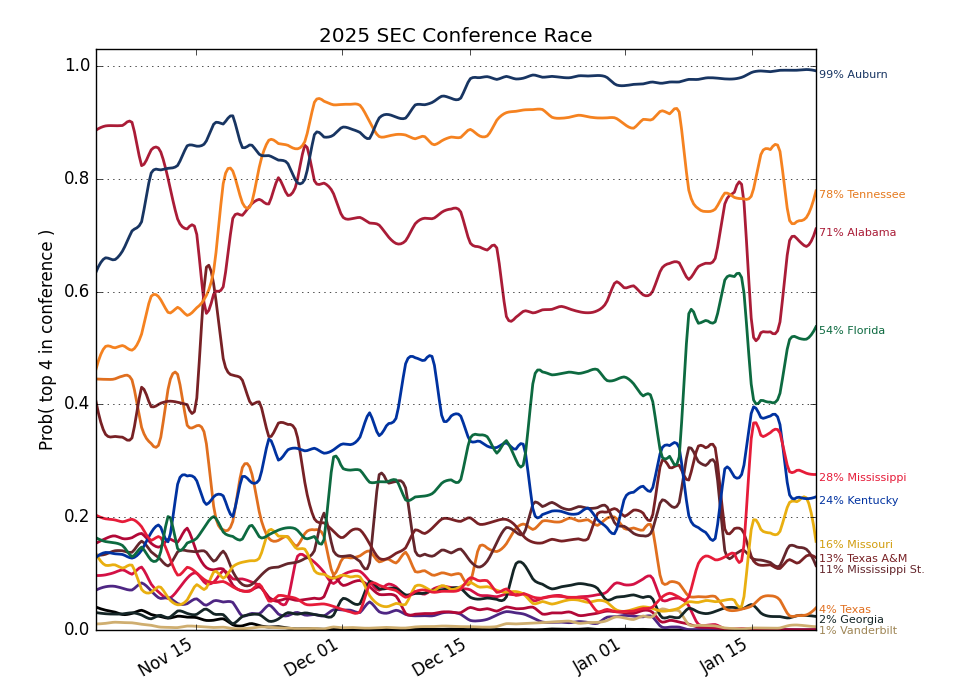 2025 SEC Conference Race
1.0
0.8
0.6
0.4
0.2
0.0
Prob( top 4 in conference )
99% Auburn
78% Tennessee
71% Alabama
54% Florida
28% Mississippi
24% Kentucky
16% Missouri
13% Texas A&M
11% Mississippi St.
4% Texas
2% Georgia
1% Vanderbilt
Nov 15
Dec 01
Dec 15
Jan 01
Jan 15